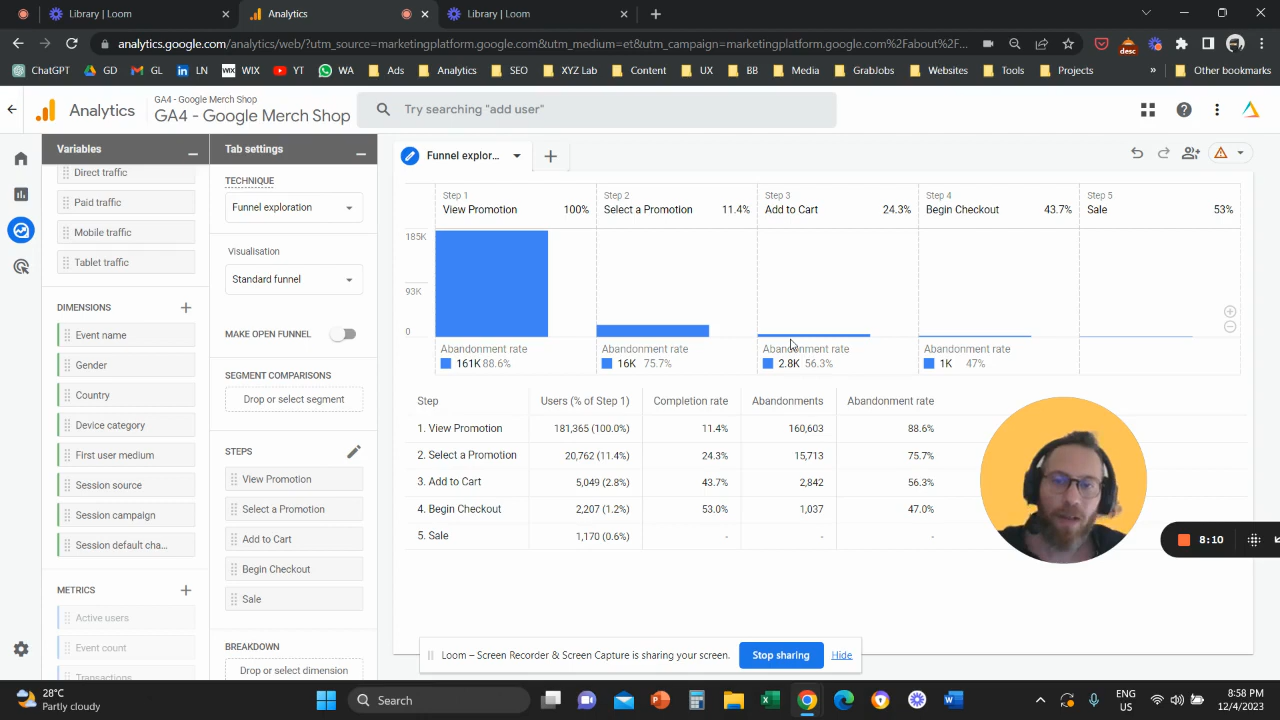 Library | Loom
Analytics
Library | Loom
analytics.google.com/analytics/web/?utm_source=marketingplatform.google.com&utm_medium=et&utm_campaign=marketingplatform.google.com%2Fabout%2F...
desc
ChatGPT
GD
GL
LN
WIX
WIX
YT
WA
Ads
Analytics
SEO
XYZ Lab
Content
UX
BB
Media
GrabJobs
Websites
Tools
Projects
»
Other bookmarks
Analytics
GA4 - Google Merch Shop
GA4 - Google Merch Shop
Try searching "add user"
Variables
Direct traffic
Paid traffic
Mobile traffic
Tablet traffic
DIMENSIONS
Event name
Gender
Country
Device category
First user medium
Session source
Session campaign
Session default cha...
METRICS
Active users
Event count
Transactions
Tab settings
TECHNIQUE
Funnel exploration
Visualisation
Standard funnel
MAKE OPEN FUNNEL
SEGMENT COMPARISONS
Drop or select segment
STEPS
View Promotion
Select a Promotion
Add to Cart
Begin Checkout
Sale
BREAKDOWN
Drop or select dimension
Funnel explor...
Step 1
View Promotion 100%
Step 2
Select a Promotion 11.4%
Step 3
Add to Cart 24.3%
Step 4
Begin Checkout 43.7%
Step 5
Sale 53%
185K
93K
0
Abandonment rate
161K 88.6%
Abandonment rate
16K 75.7%
Abandonment rate
2.8K 56.3%
Abandonment rate
1K 47%
Step Users (% of Step 1) Completion rate Abandonments Abandonment rate
1. View Promotion 181,365 (100.0%) 11.4% 160,603 88.6%
2. Select a Promotion 20,762 (11.4%) 24.3% 15,713 75.7%
3. Add to Cart 5,049 (2.8%) 43.7% 2,842 56.3%
4. Begin Checkout 2,207 (1.2%) 53.0% 1,037 47.0%
5. Sale 1,170 (0.6%) - - -
8:10
Loom – Screen Recorder & Screen Capture is sharing your screen.
Stop sharing
Hide
28°C
Partly cloudy
Search
ENG
US
8:58 PM
12/4/2023